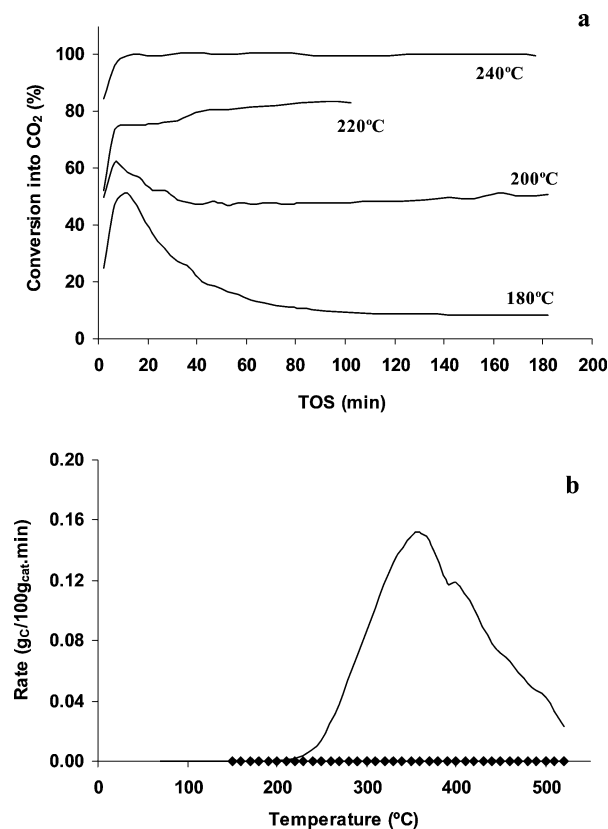 a
Conversion into CO₂ (%)
120
100
80
60
40
20
0
240ºC
220ºC
200ºC
180ºC
0 20 40 60 80 100 120 140 160 180 200
TOS (min)
b
Rate (gC/100gcat.min)
0.20
0.16
0.12
0.08
0.04
0.00
0 100 200 300 400 500
Temperature (ºC)